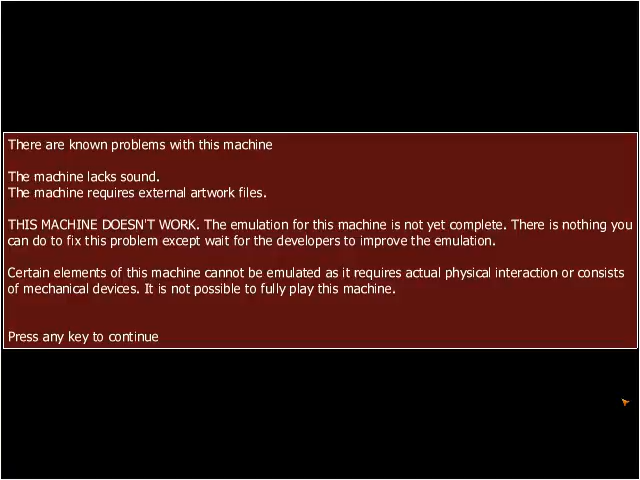 There are known problems with this machine
The machine lacks sound.
The machine requires external artwork files.
THIS MACHINE DOESN'T WORK. The emulation for this machine is not yet complete. There is nothing you
can do to fix this problem except wait for the developers to improve the emulation.
Certain elements of this machine cannot be emulated as it requires actual physical interaction or consists
of mechanical devices. It is not possible to fully play this machine.
Press any key to continue